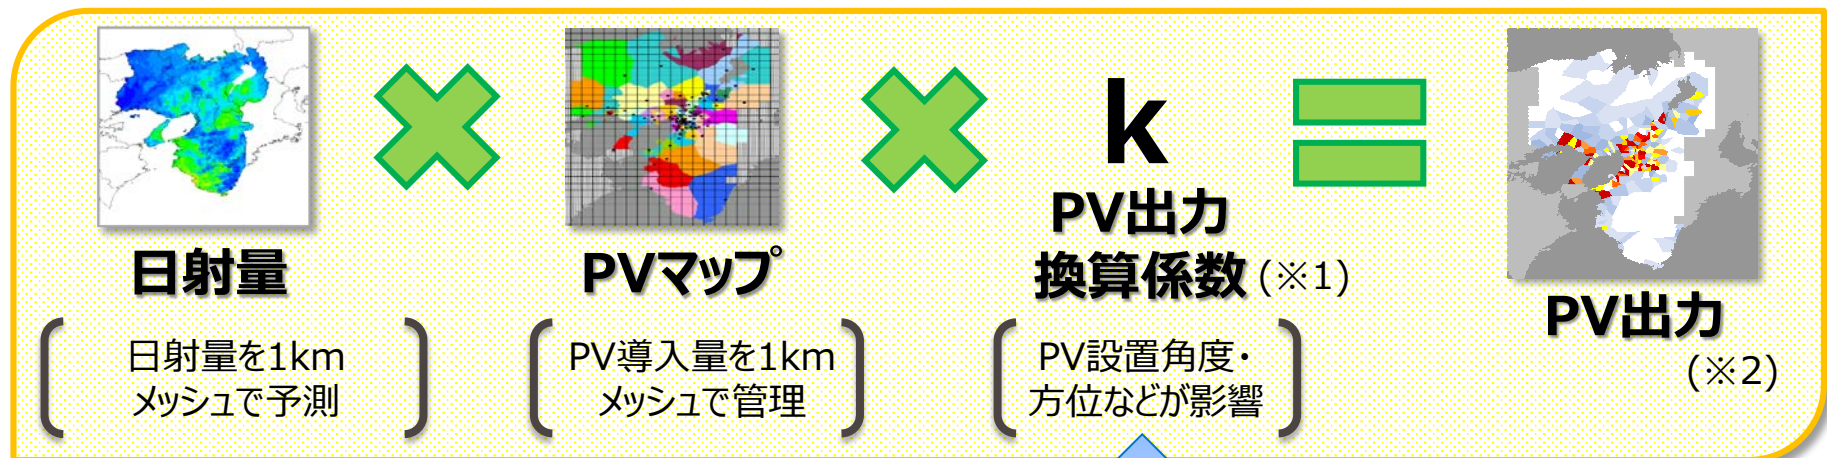 日射量
日射量を1km
メッシュで予測
PVマップ
PV導入量を1km
メッシュで管理
k
PV出力
換算係数(※1)
PV設置角度・
方位などが影響
PV出力
(※2)